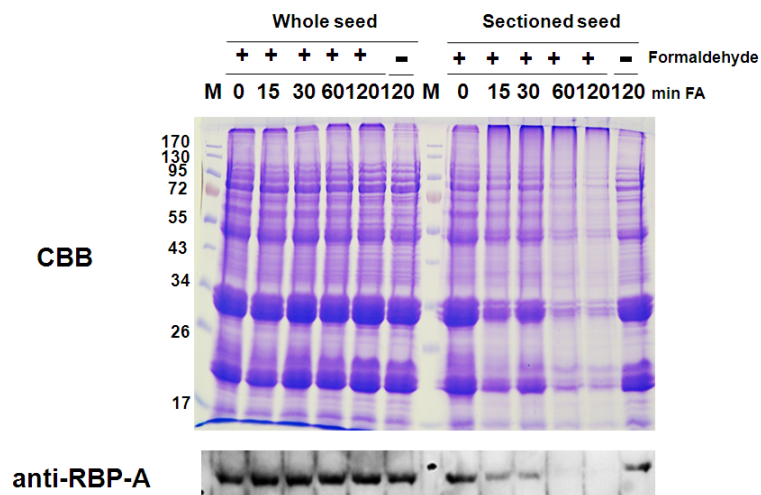 Whole seed Sectioned seed
+ + + + + - + + + + + - Formaldehyde
M 0 15 30 60 120 120 M 0 15 30 60 120 120 min FA
170
130
95
72
55
43
34
26
17
CBB
anti-RBP-A